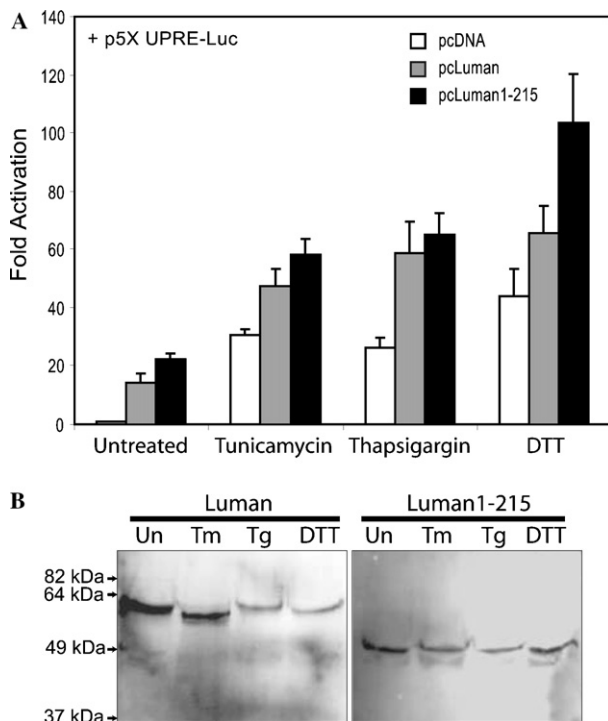 A
+ p5X UPRE-Luc
pcDNA
pcLuman
pcLuman1-215
Fold Activation
140
120
100
80
60
40
20
0
Untreated Tunicamycin Thapsigargin DTT
B
Luman Luman1-215
Un Tm Tg DTT Un Tm Tg DTT
82 kDa
64 kDa
49 kDa
37 kDa